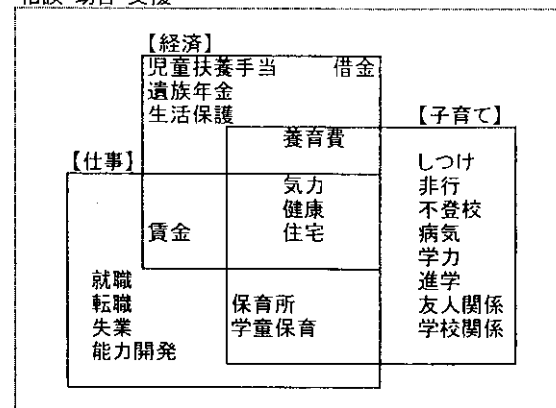 相談・助言・支援
【経済】
児童扶養手当 借金
遺族年金
生活保護
【子育て】
養育費
【仕事】
しつけ
気力 非行
健康 不登校
賃金 住宅 病気
学力
就職 進学
転職 保育所 友人関係
失業 学童保育 学校関係
能力開発